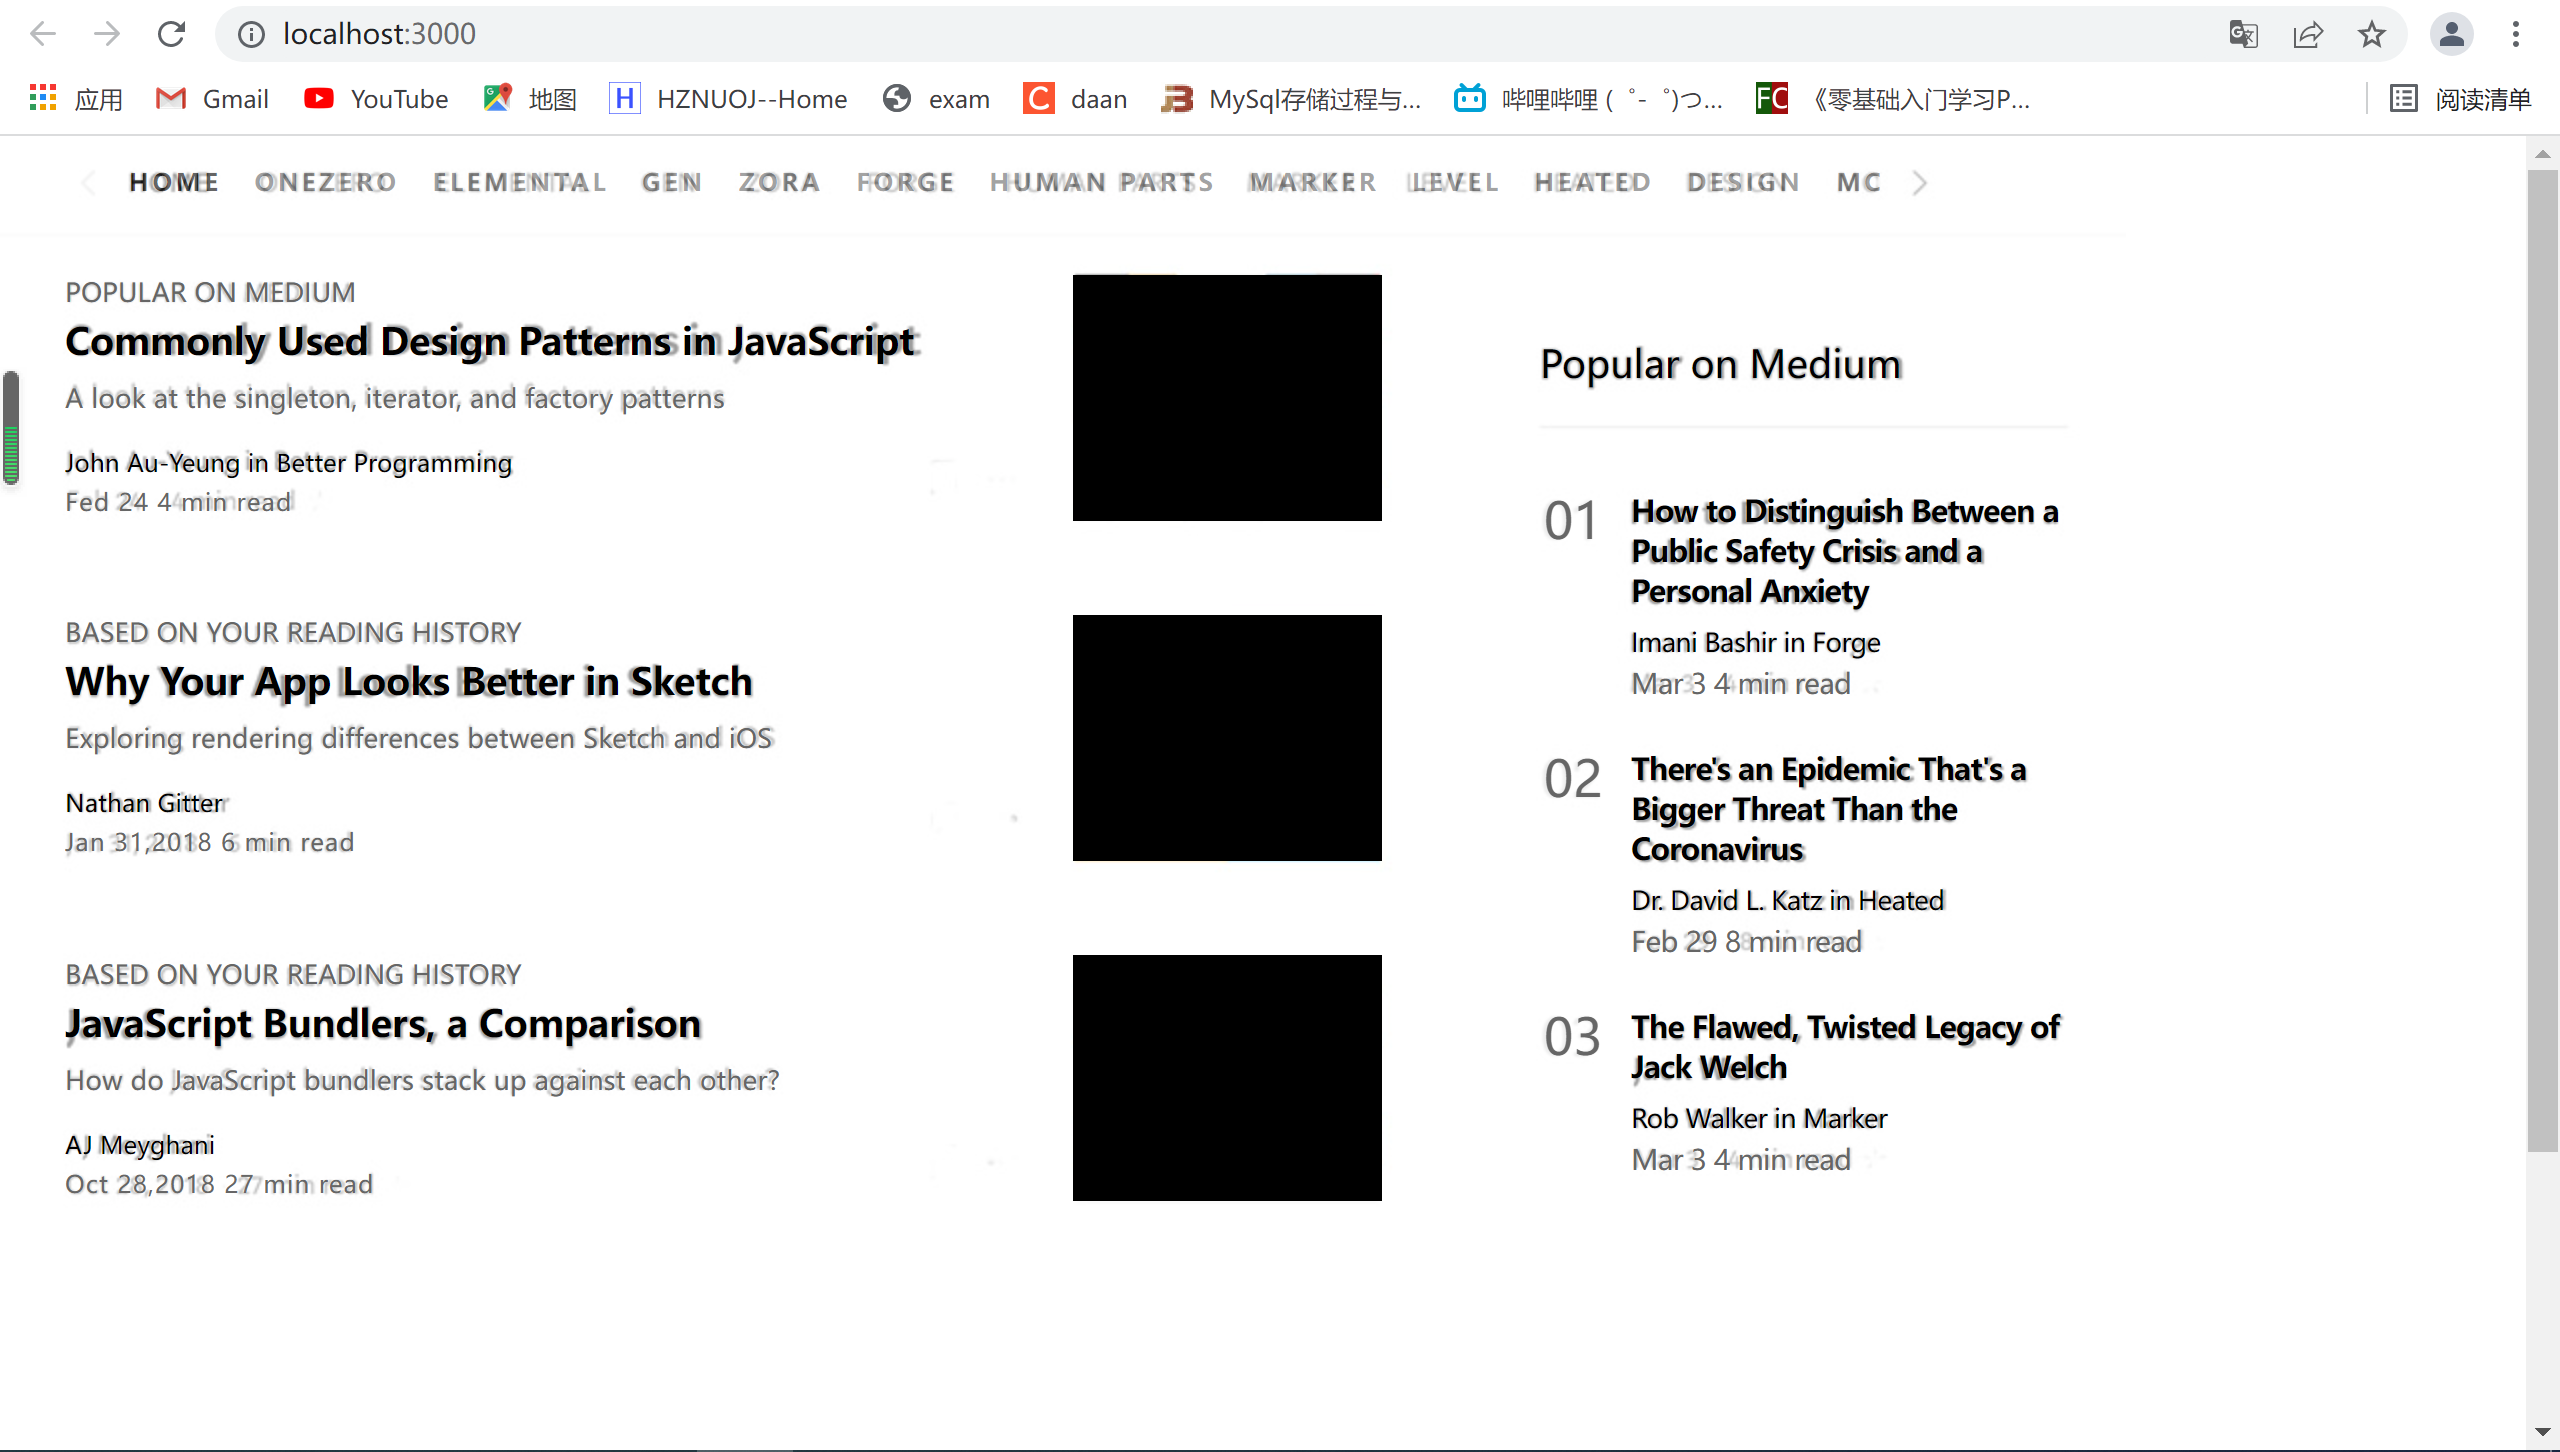 localhost:3000
应用 Gmail YouTube 地图 HZNUOJ--Home exam daan MySql存储过程与... 哔哩哔哩 (゜-゜)つ... 《零基础入门学习P... 阅读清单
HOME ONEZERO ELEMENTAL GEN ZORA FORGE HUMAN PARTS MARKER LEVEL HEATED DESIGN MC
POPULAR ON MEDIUM
Commonly Used Design Patterns in JavaScript
A look at the singleton, iterator, and factory patterns
John Au-Yeung in Better Programming
Fed 24 4 min read
BASED ON YOUR READING HISTORY
Why Your App Looks Better in Sketch
Exploring rendering differences between Sketch and iOS
Nathan Gitter
Jan 31,2018 6 min read
BASED ON YOUR READING HISTORY
JavaScript Bundlers, a Comparison
How do JavaScript bundlers stack up against each other?
AJ Meyghani
Oct 28,2018 27 min read
Popular on Medium
01
How to Distinguish Between a
Public Safety Crisis and a
Personal Anxiety
Imani Bashir in Forge
Mar 3 4 min read
02
There's an Epidemic That's a
Bigger Threat Than the
Coronavirus
Dr. David L. Katz in Heated
Feb 29 8 min read
03
The Flawed, Twisted Legacy of
Jack Welch
Rob Walker in Marker
Mar 3 4 min read